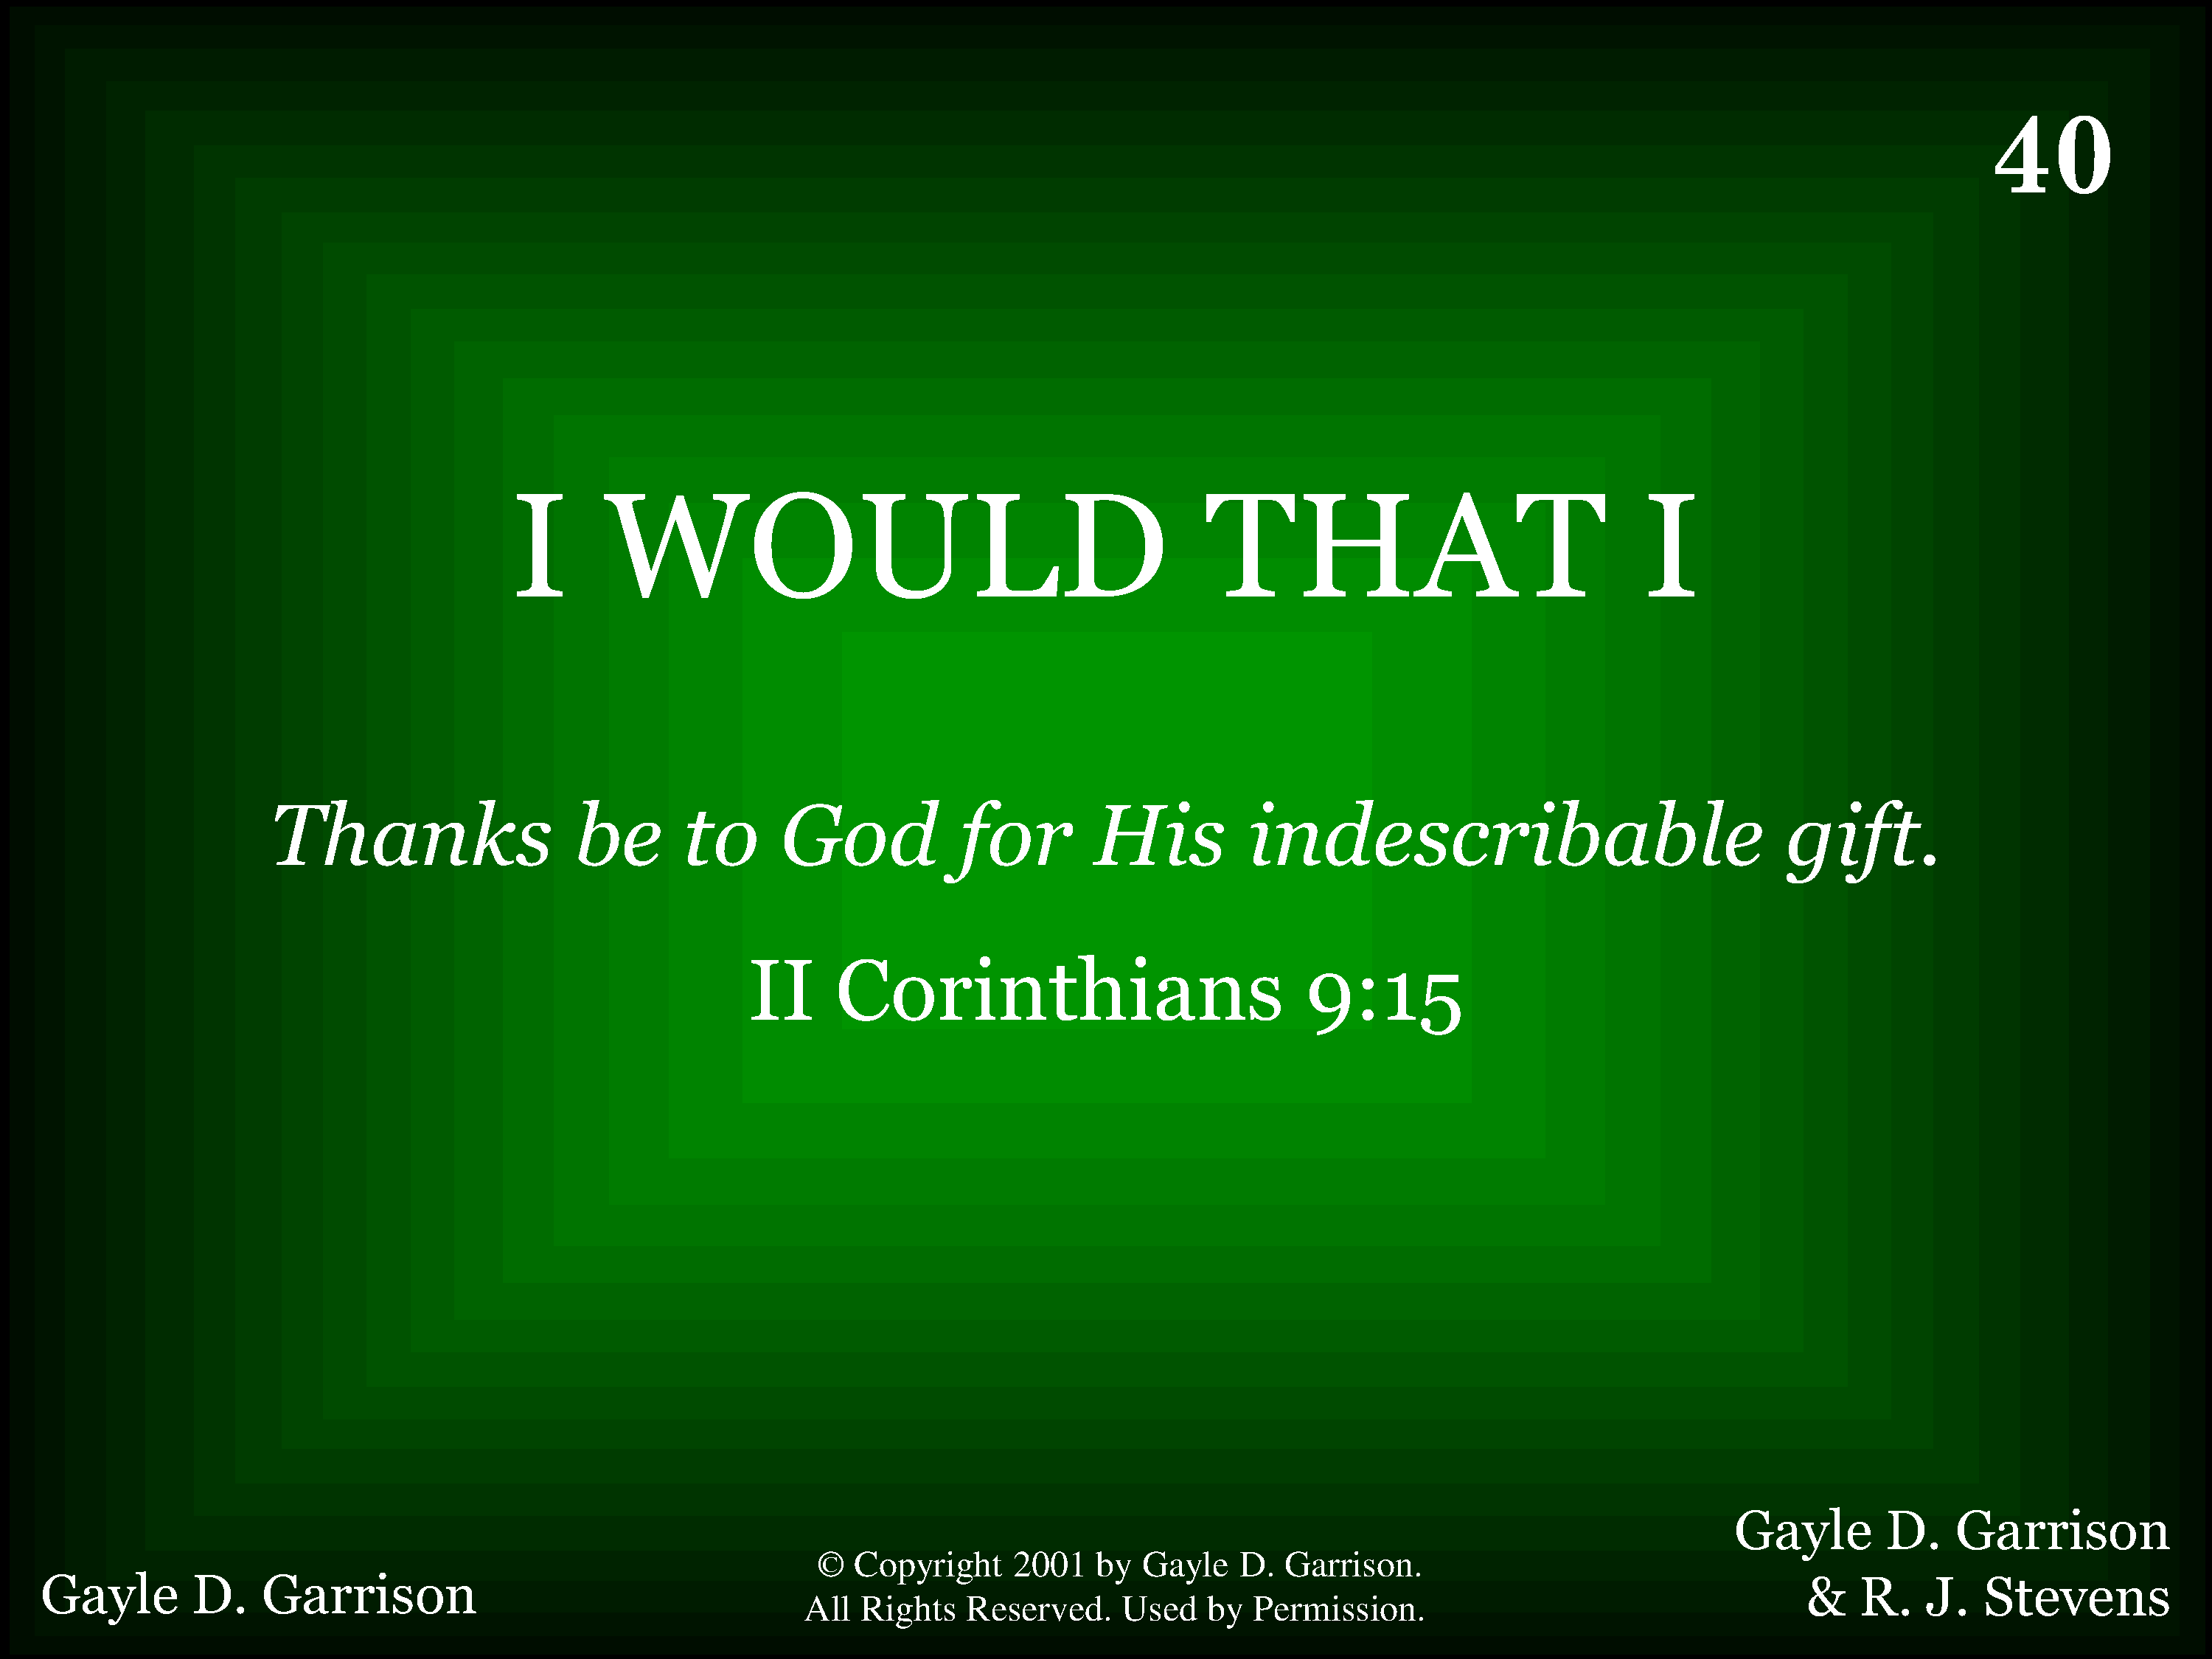 40
I WOULD THAT I
Thanks be to God for His indescribable gift.
II Corinthians 9:15
Gayle D. Garrison
© Copyright 2001 by Gayle D. Garrison.
All Rights Reserved. Used by Permission.
Gayle D. Garrison
& R. J. Stevens